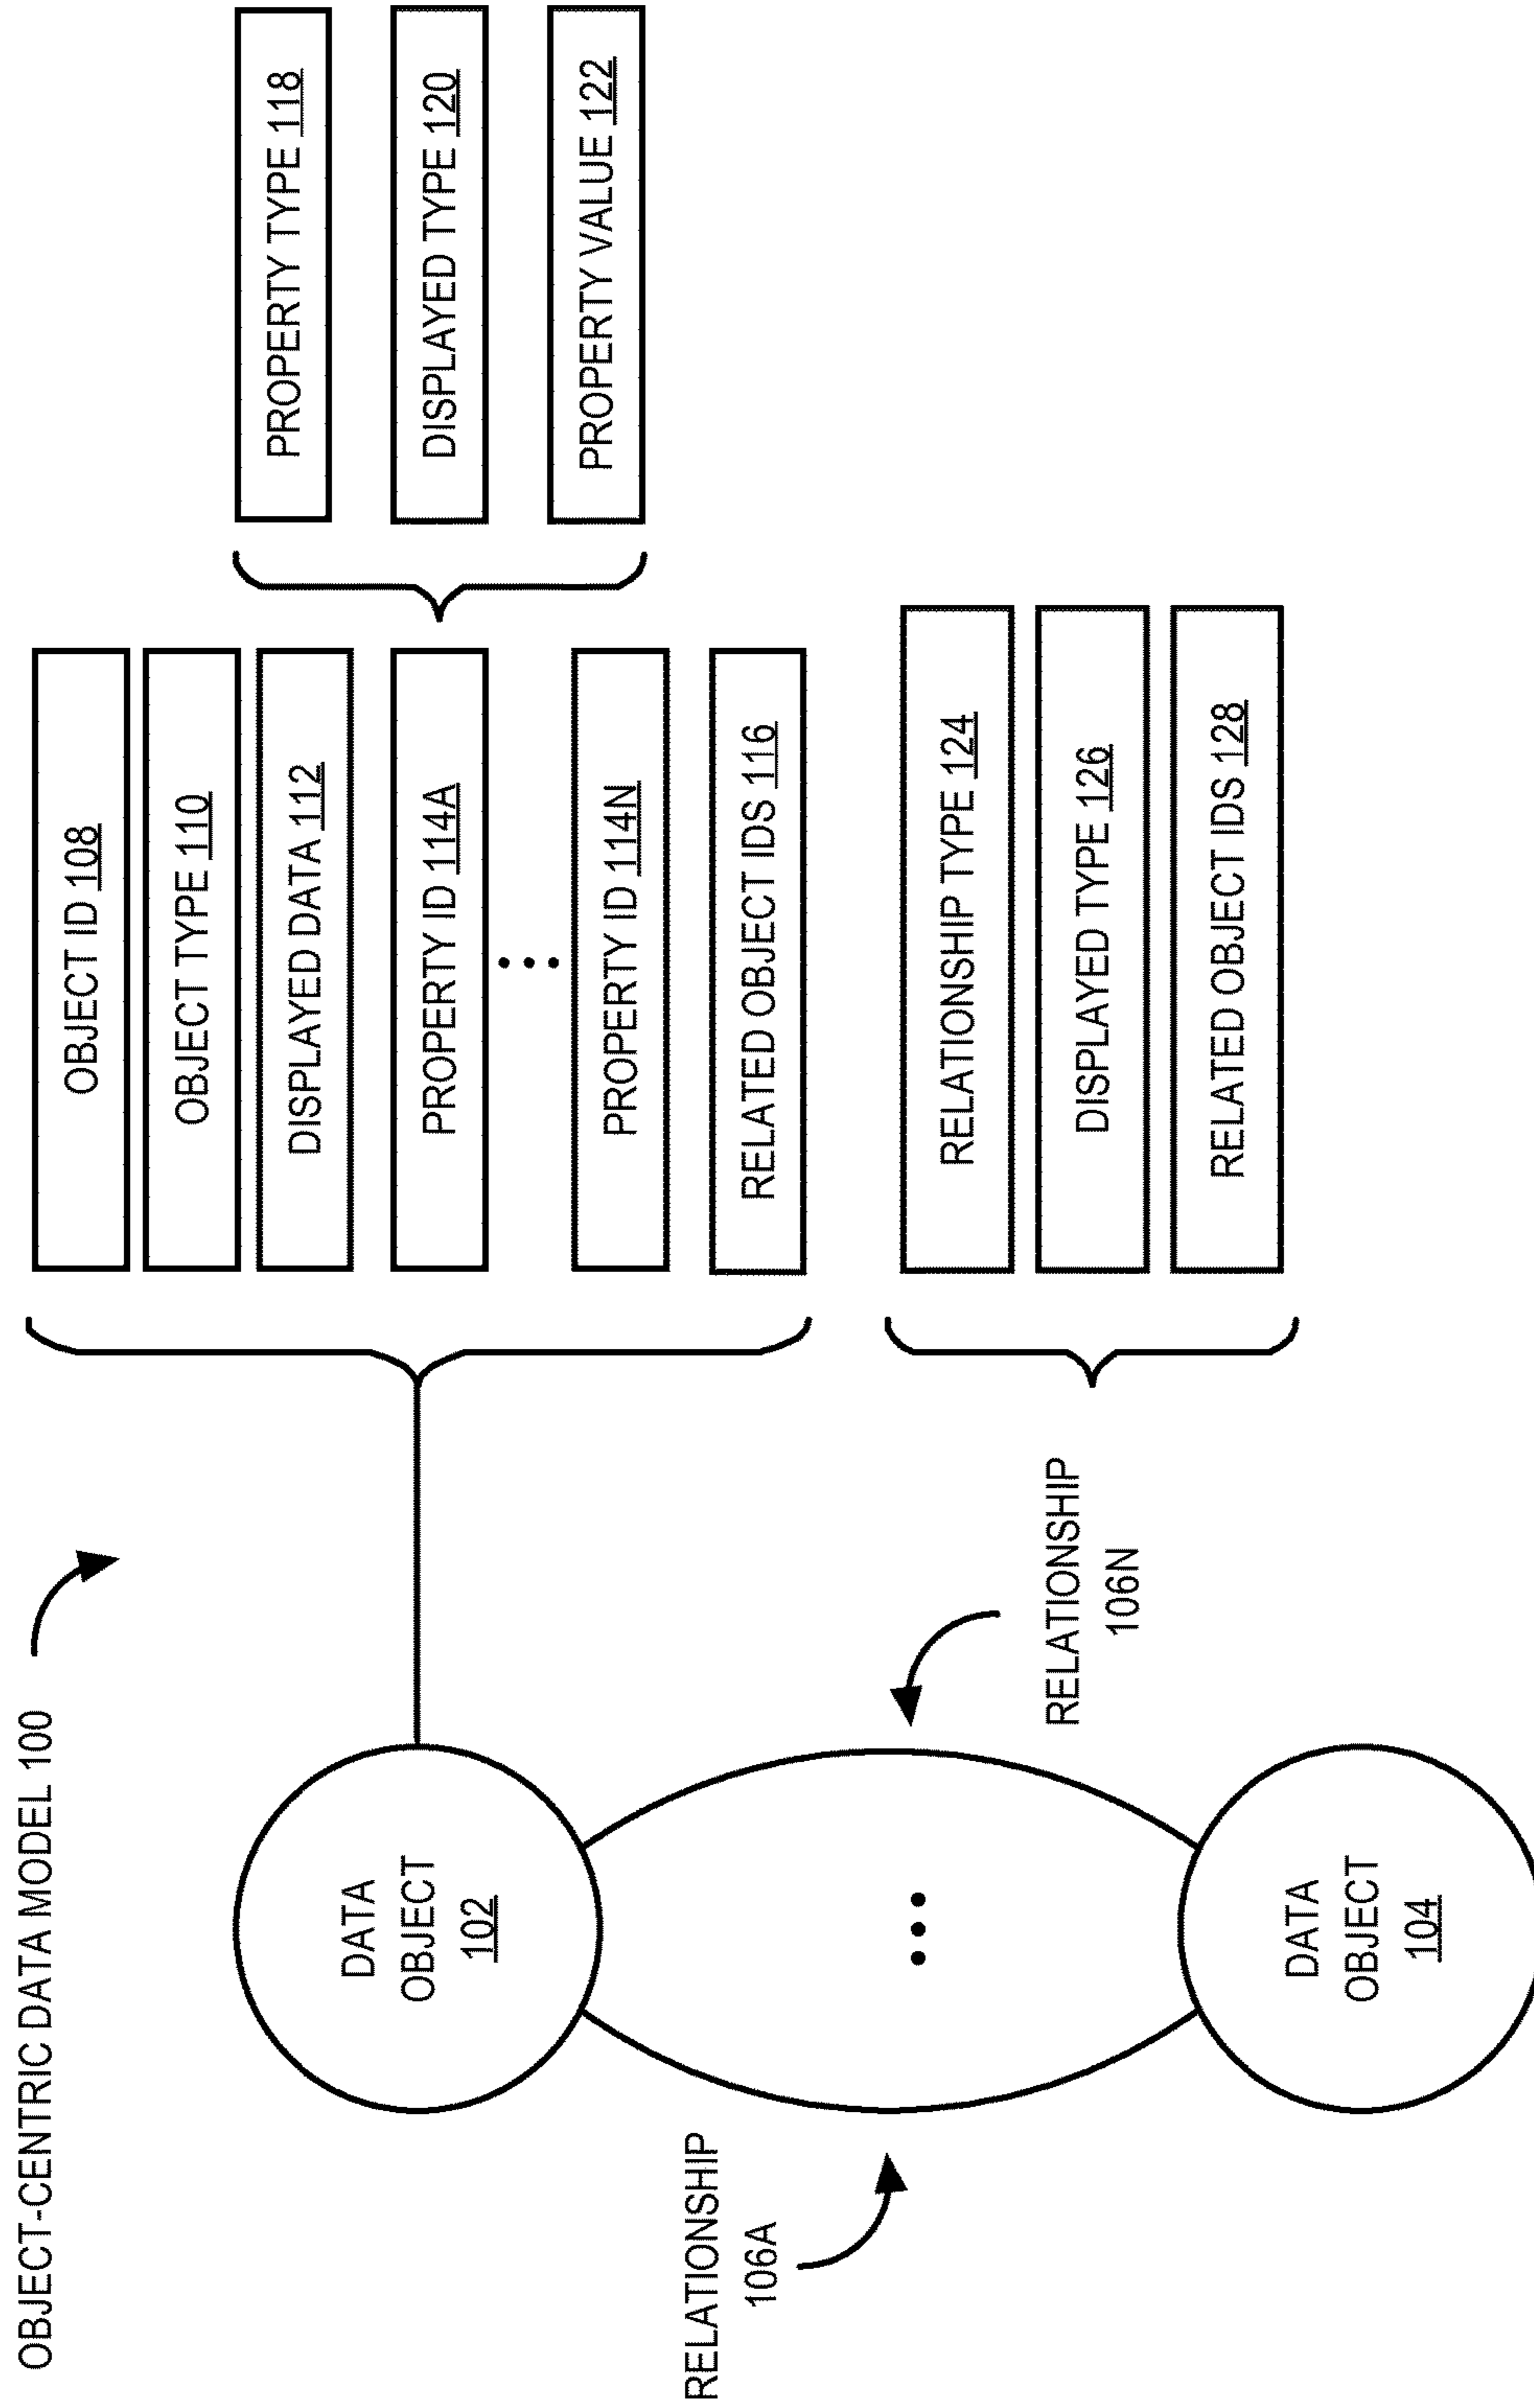 OBJECT-CENTRIC DATA MODEL 100
DATA
OBJECT
102
OBJECT ID 108
OBJECT TYPE 110
DISPLAYED DATA 112
PROPERTY ID 114A
PROPERTY ID 114N
RELATED OBJECT IDS 116
PROPERTY TYPE 118
DISPLAYED TYPE 120
PROPERTY VALUE 122
RELATIONSHIP
106A
RELATIONSHIP
106N
RELATIONSHIP TYPE 124
DISPLAYED TYPE 126
RELATED OBJECT IDS 128
DATA
OBJECT
104